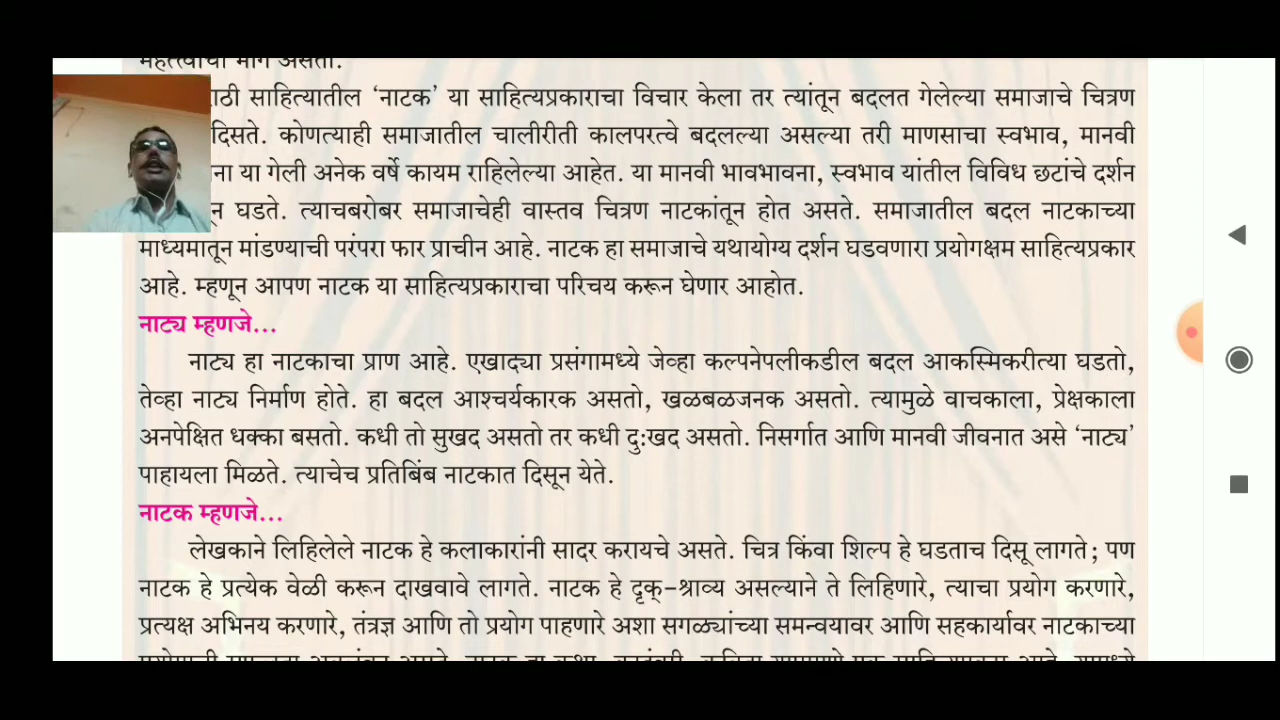 महत्त्वाचा भाग असतो.
राठी साहित्यातील ‘नाटक’ या साहित्यप्रकाराचा विचार केला तर त्यांतून बदलत गेलेल्या समाजाचे चित्रण
दिसते. कोणत्याही समाजातील चालीरीती कालपरत्वे बदलल्या असल्या तरी माणसाचा स्वभाव, मानवी
ना या गेली अनेक वर्षे कायम राहिलेल्या आहेत. या मानवी भावभावना, स्वभाव यांतील विविध छटांचे दर्शन
न घडते. त्याचबरोबर समाजाचेही वास्तव चित्रण नाटकांतून होत असते. समाजातील बदल नाटकाच्या
माध्यमातून मांडण्याची परंपरा फार प्राचीन आहे. नाटक हा समाजाचे यथायोग्य दर्शन घडवणारा प्रयोगक्षम साहित्यप्रकार
आहे. म्हणून आपण नाटक या साहित्यप्रकाराचा परिचय करून घेणार आहोत.
नाट्य म्हणजे...
नाट्य हा नाटकाचा प्राण आहे. एखाद्या प्रसंगामध्ये जेव्हा कल्पनेपलीकडील बदल आकस्मिकरीत्या घडतो,
तेव्हा नाट्य निर्माण होते. हा बदल आश्चर्यकारक असतो, खळबळजनक असतो. त्यामुळे वाचकाला, प्रेक्षकाला
अनपेक्षित धक्का बसतो. कधी तो सुखद असतो तर कधी दु:खद असतो. निसर्गात आणि मानवी जीवनात असे ‘नाट्य’
पाहायला मिळते. त्याचेच प्रतिबिंब नाटकात दिसून येते.
नाटक म्हणजे...
लेखकाने लिहिलेले नाटक हे कलाकारांनी सादर करायचे असते. चित्र किंवा शिल्प हे घडताच दिसू लागते; पण
नाटक हे प्रत्येक वेळी करून दाखवावे लागते. नाटक हे दृक्-श्राव्य असल्याने ते लिहिणारे, त्याचा प्रयोग करणारे,
प्रत्यक्ष अभिनय करणारे, तंत्रज्ञ आणि तो प्रयोग पाहणारे अशा सगळ्यांच्या समन्वयावर आणि सहकार्यावर नाटकाच्या